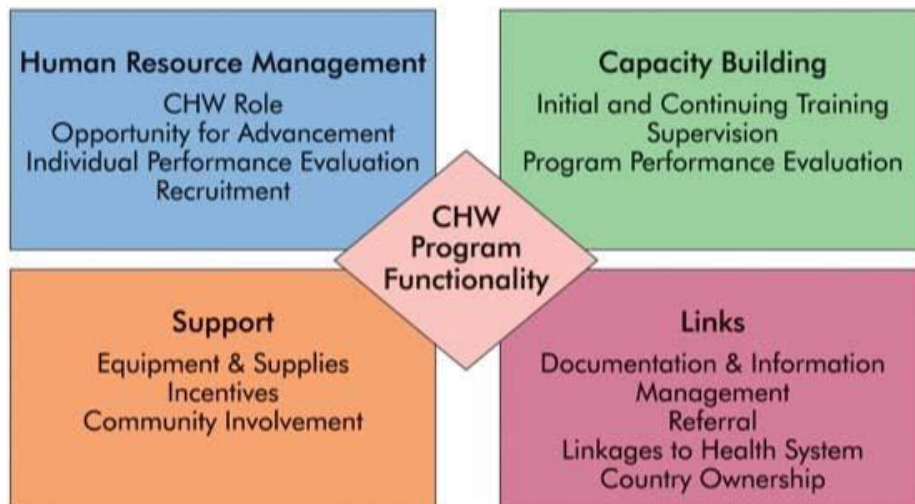 Human Resource Management
CHW Role
Opportunity for Advancement
Individual Performance Evaluation
Recruitment
Capacity Building
Initial and Continuing Training
Supervision
Program Performance Evaluation
CHW
Program
Functionality
Support
Equipment & Supplies
Incentives
Community Involvement
Links
Documentation & Information
Management
Referral
Linkages to Health System
Country Ownership